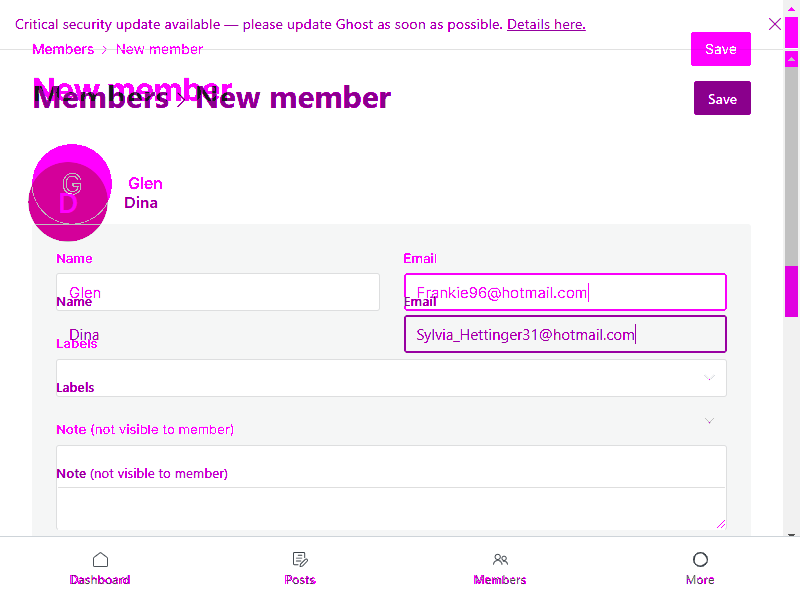 Critical security update available — please update Ghost as soon as possible. Details here.
Members > New member
Save
New member
Members > New member
Save
G
Glen
D
Dina
Name
Email
Glen
Frankie96@hotmail.com
Name
Email
Dina
Sylvia_Hettinger31@hotmail.com
Labels
Labels
Note (not visible to member)
Note (not visible to member)
Dashboard
Posts
Members
More